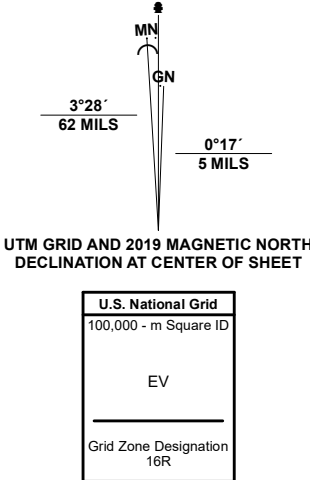 MN
GN
3°28´
62 MILS
0°17´
5 MILS
UTM GRID AND 2019 MAGNETIC NORTH
DECLINATION AT CENTER OF SHEET
U.S. National Grid
100,000 - m Square ID
EV
Grid Zone Designation
16R